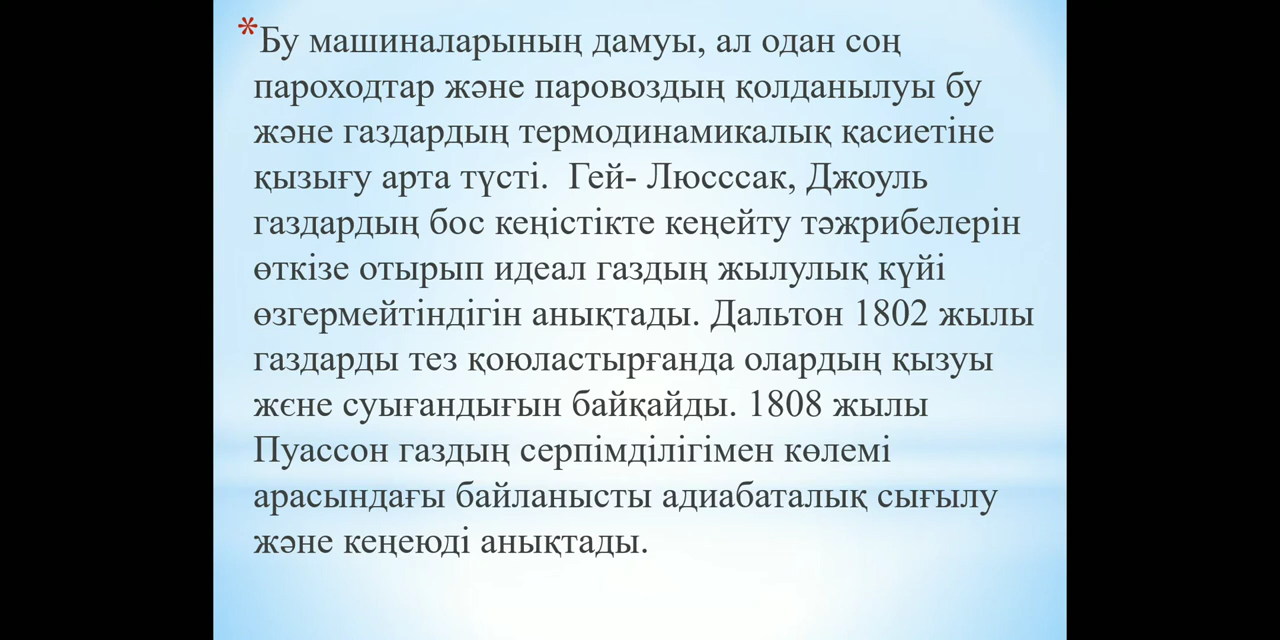 *Бу машиналарының дамуы, ал одан соң
пароходтар және паровоздың қолданылуы бу
және газдардың термодинамикалық қасиетіне
қызығу арта түсті.  Гей- Люсссак, Джоуль
газдардың бос кеңістікте кеңейту тәжрибелерін
өткізе отырып идеал газдың жылулық күйі
өзгермейтіндігін анықтады. Дальтон 1802 жылы
газдарды тез қоюластырғанда олардың қызуы
жєне суығандығын байқайды. 1808 жылы
Пуассон газдың серпімділігімен көлемі
арасындағы байланысты адиабаталық сығылу
және кеңеюді анықтады.